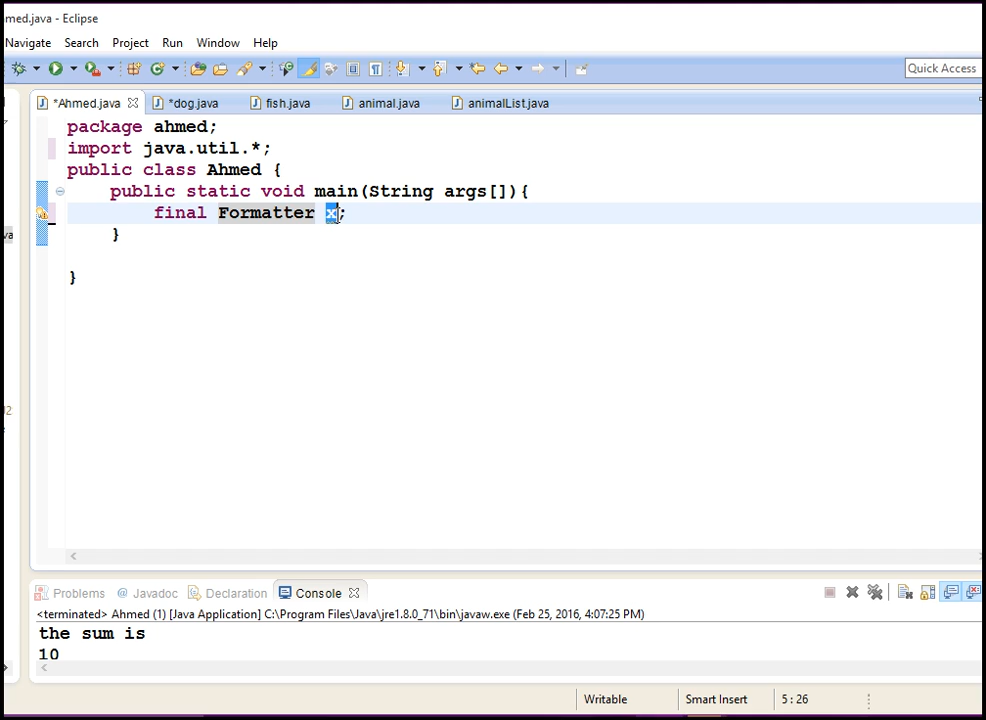 med.java - Eclipse
Navigate Search Project Run Window Help
Quick Access
*Ahmed.java *dog.java fish.java animal.java animalList.java
package ahmed;
import java.util.*;
public class Ahmed {
public static void main(String args[]){
final Formatter x;
}
}
Problems @ Javadoc Declaration Console
<terminated> Ahmed (1) [Java Application] C:\Program Files\Java\jre1.8.0_71\bin\javaw.exe (Feb 25, 2016, 4:07:25 PM)
the sum is
10
Writable Smart Insert 5 : 26